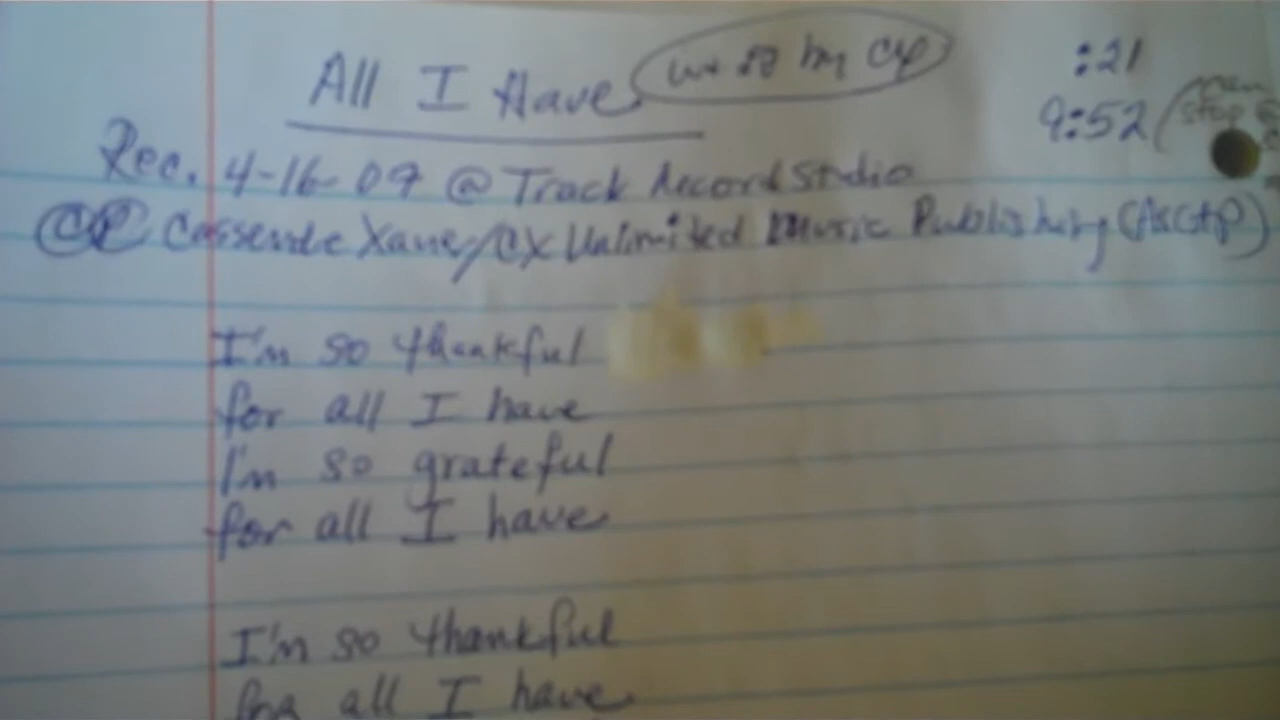 All I Have
:21
9:52
Rec. 4-16-09 @ Track Record Studio
Xane/CX Unlimited Music Publishing (ASCAP)
I'm so thankful
for all I have
I'm so grateful
for all I have
I'm so thankful
for all I have